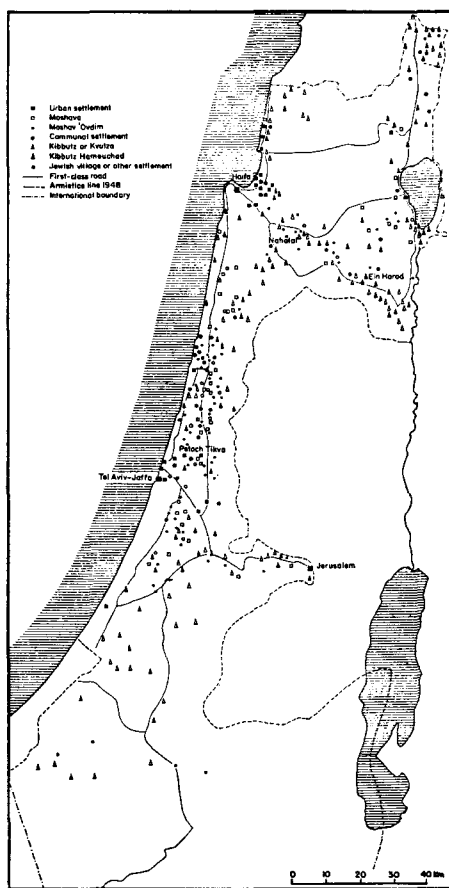 Urban settlement
Moshava
Moshav 'Ovdim
Communal settlement
Kibbutz or Kvutza
Kibbutz Hameuched
Jewish village or other settlement
First-class road
Armistice line 1948
International boundary
Haifa
Nahalal
Ein Harod
Petach Tikva
Tel Aviv-Jaffa
Jerusalem
0 10 20 30 40 km